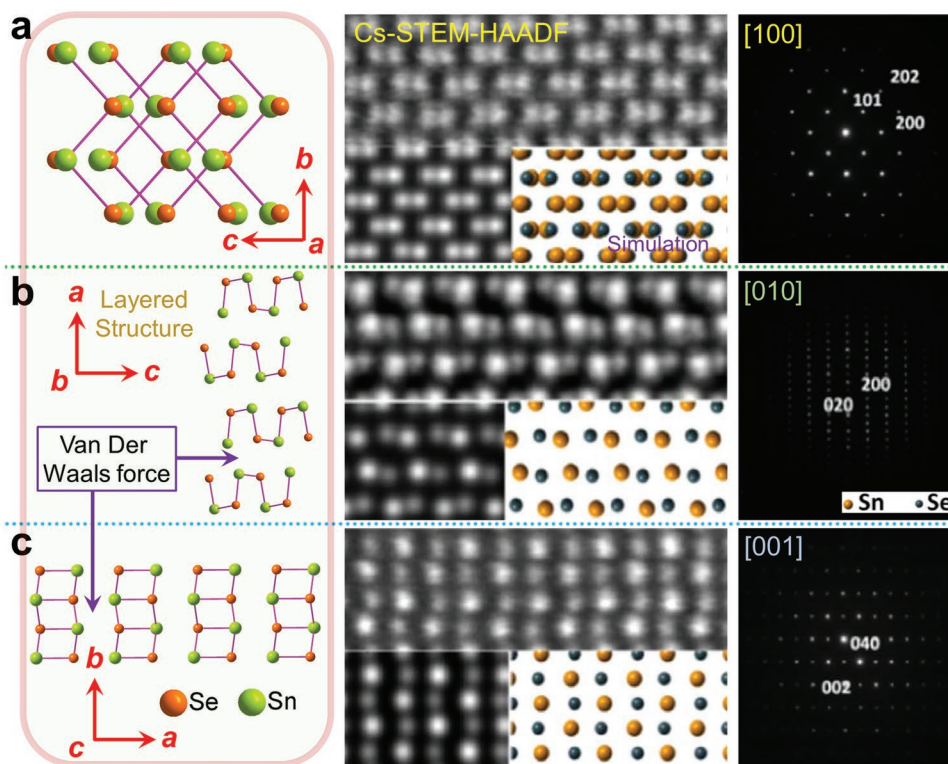 a
Cs-STEM-HAADF
[100]
202
101
200
b
c
a
Simulation
b
a
Layered
Structure
b
c
[010]
200
020
Van Der
Waals force
Sn
Se
c
[001]
040
002
b
Se
Sn
c
a